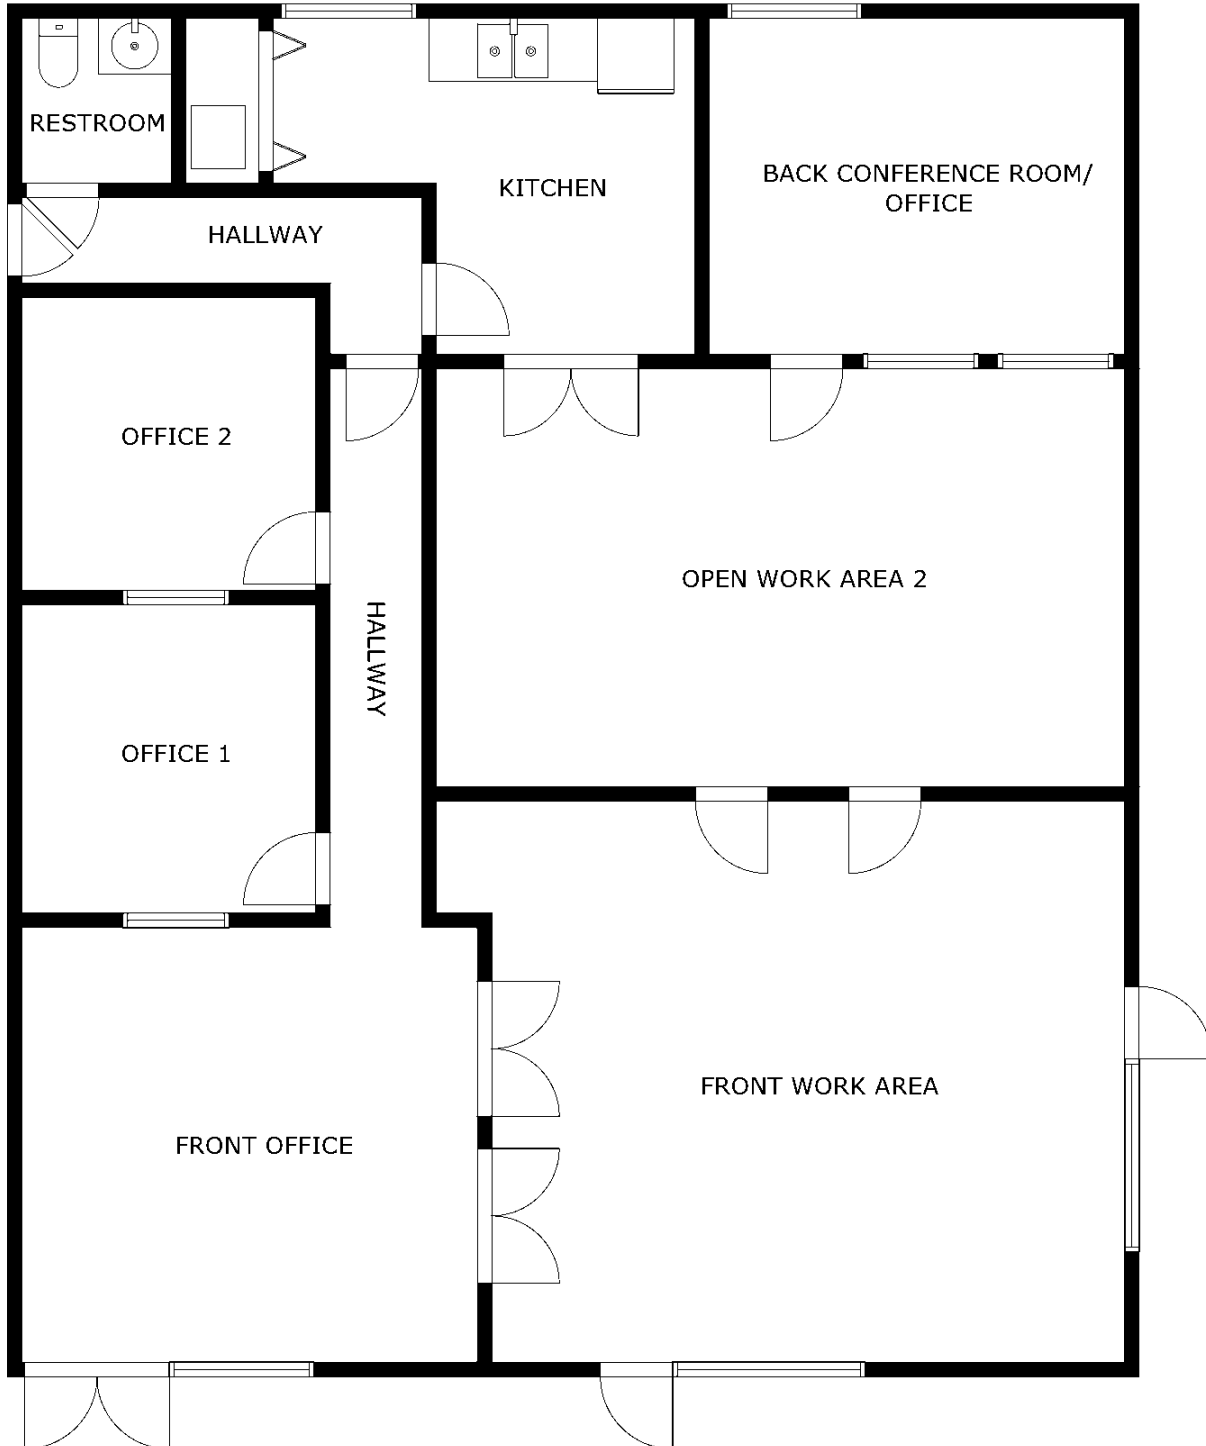 RESTROOM
KITCHEN
BACK CONFERENCE ROOM/
OFFICE
HALLWAY
OFFICE 2
OPEN WORK AREA 2
HALLWAY
OFFICE 1
FRONT WORK AREA
FRONT OFFICE